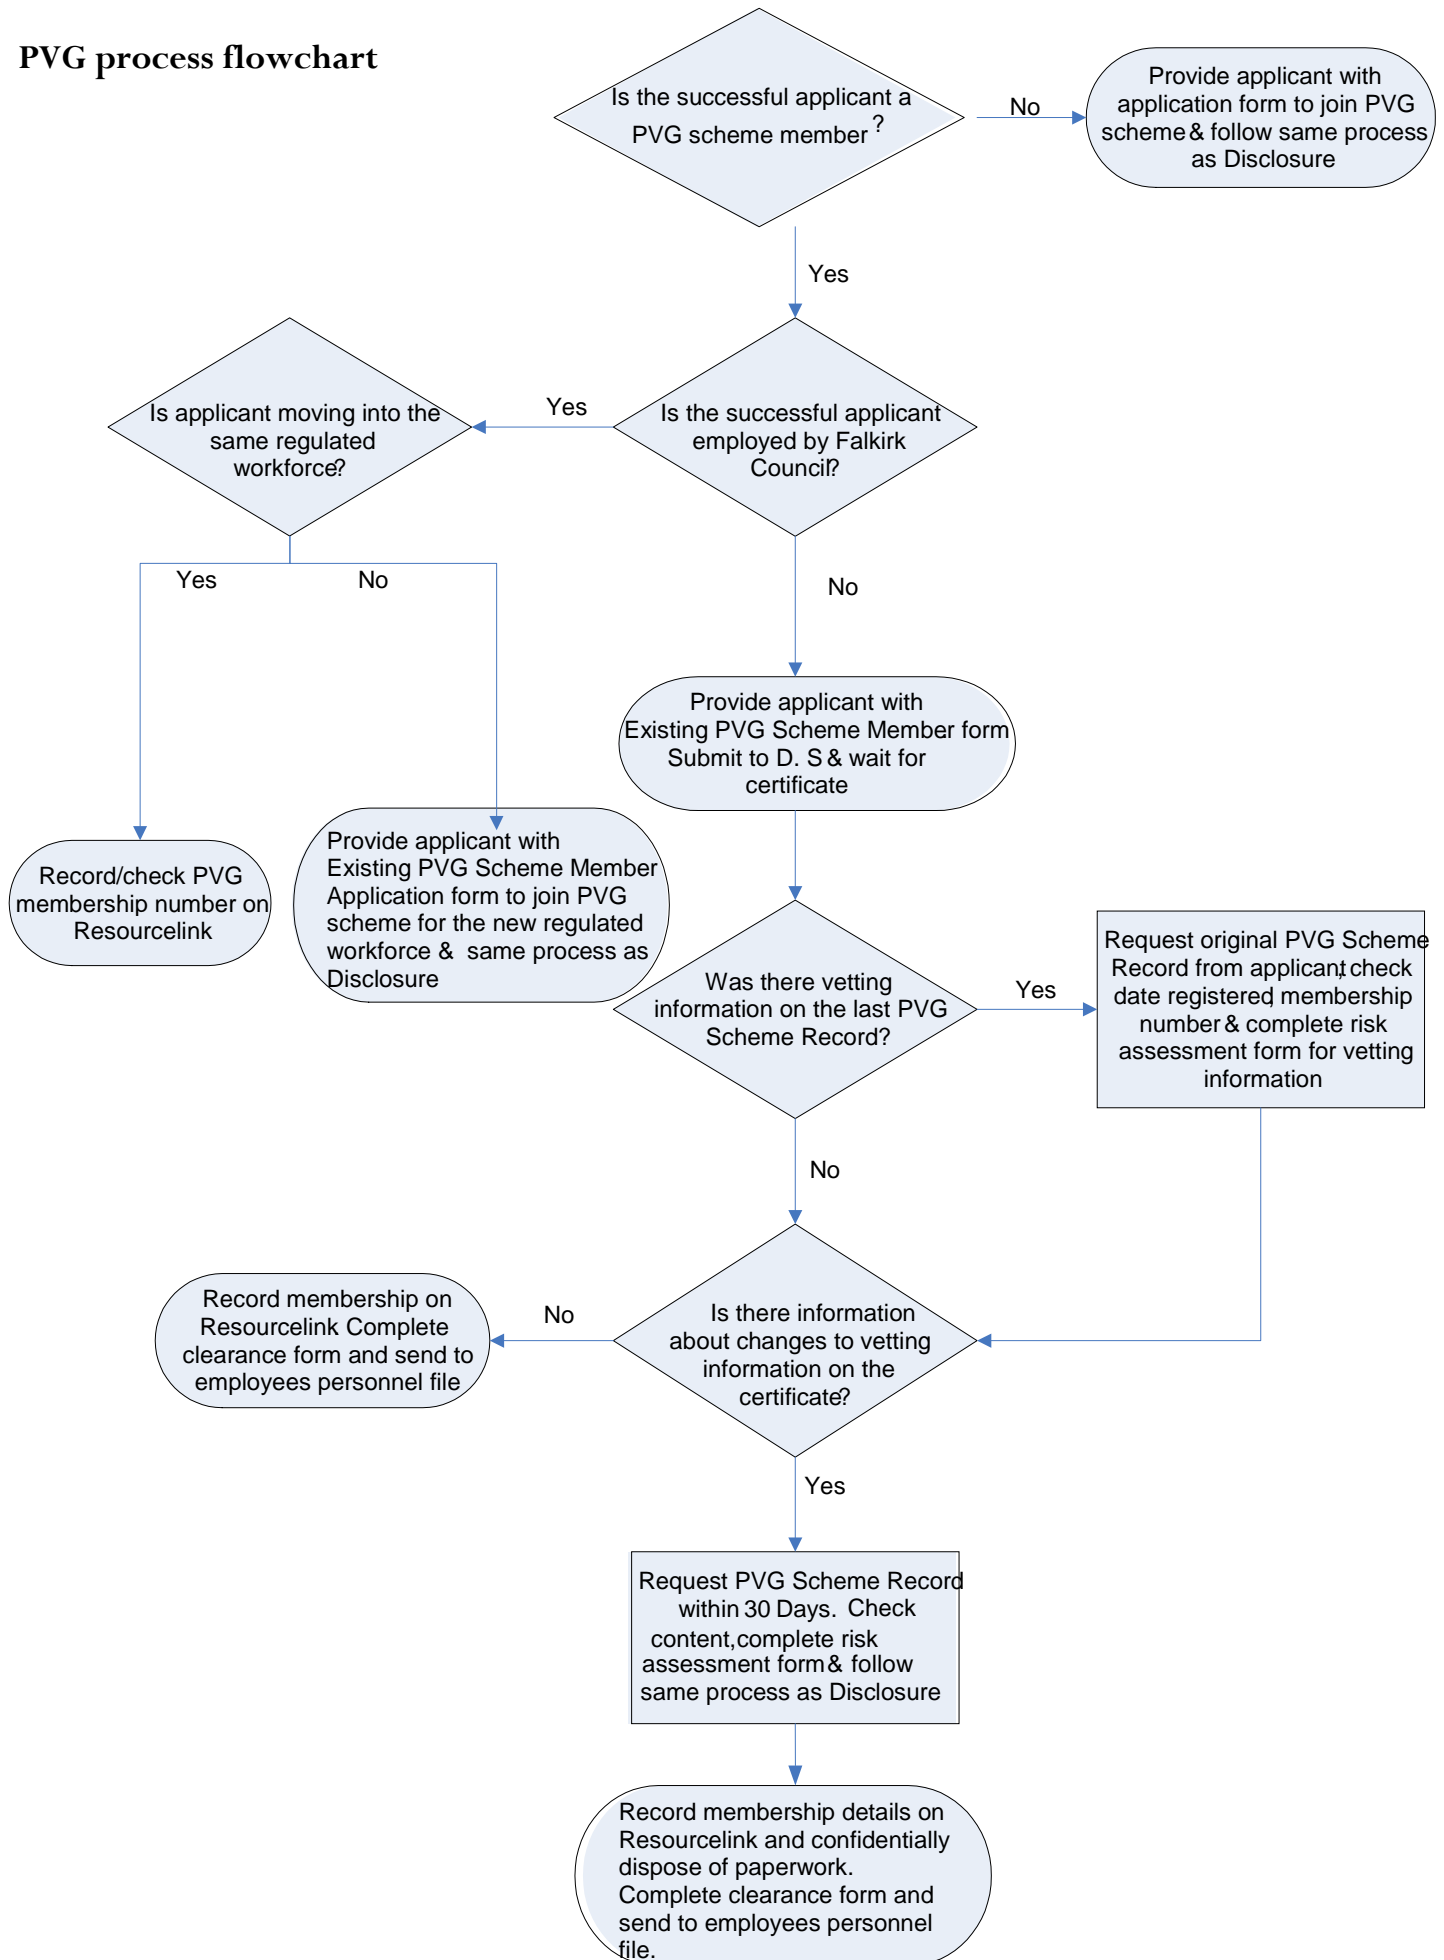 PVG process flowchart
Is the successful applicant a
PVG scheme member ?
No
Provide applicant with
application form to join PVG
scheme & follow same process
as Disclosure
Yes
Is applicant moving into the
same regulated
workforce?
Yes
Is the successful applicant
employed by Falkirk
Council?
Yes
No
No
Provide applicant with
Existing PVG Scheme Member form.
Submit to D. S & wait for
certificate
Record/check PVG
membership number on
Resourcelink
Provide applicant with
Existing PVG Scheme Member
Application form to join PVG
scheme for the new regulated
workforce & same process as
Disclosure
Was there vetting
information on the last PVG
Scheme Record?
Yes
Request original PVG Scheme
Record from applicant, check
date registered, membership
number & complete risk
assessment form for vetting
information
No
Record membership on
Resourcelink Complete
clearance form and send to
employees personnel file
No
Is there information
about changes to vetting
information on the
certificate?
Yes
Request PVG Scheme Record
within 30 Days. Check
content, complete risk
assessment form & follow
same process as Disclosure
Record membership details on
Resourcelink and confidentially
dispose of paperwork.
Complete clearance form and
send to employees personnel
file.